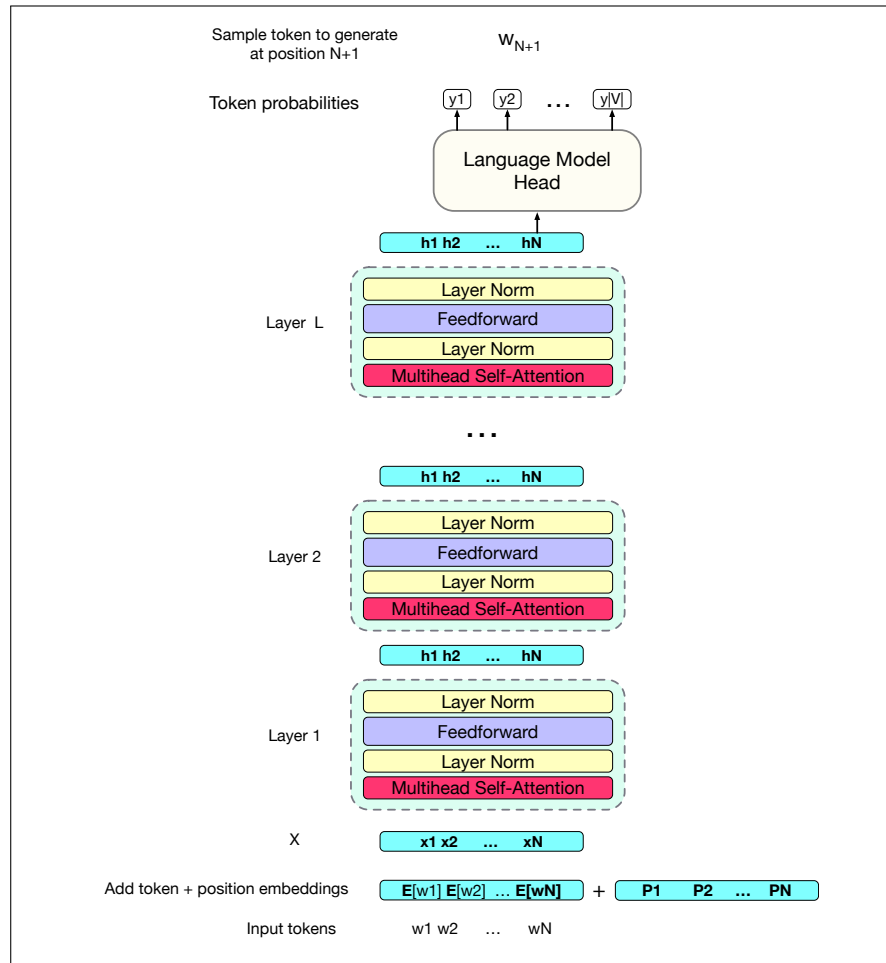 Sample token to generate
at position N+1
wN+1
Token probabilities
y1 y2 ... y|V|
Language Model
Head
h1 h2 ... hN
Layer Norm
Layer L
Feedforward
Layer Norm
Multihead Self-Attention
...
h1 h2 ... hN
Layer Norm
Layer 2
Feedforward
Layer Norm
Multihead Self-Attention
h1 h2 ... hN
Layer Norm
Layer 1
Feedforward
Layer Norm
Multihead Self-Attention
X x1 x2 ... xN
Add token + position embeddings E[w1] E[w2] ... E[wN] + P1 P2 ... PN
Input tokens w1 w2 ... wN